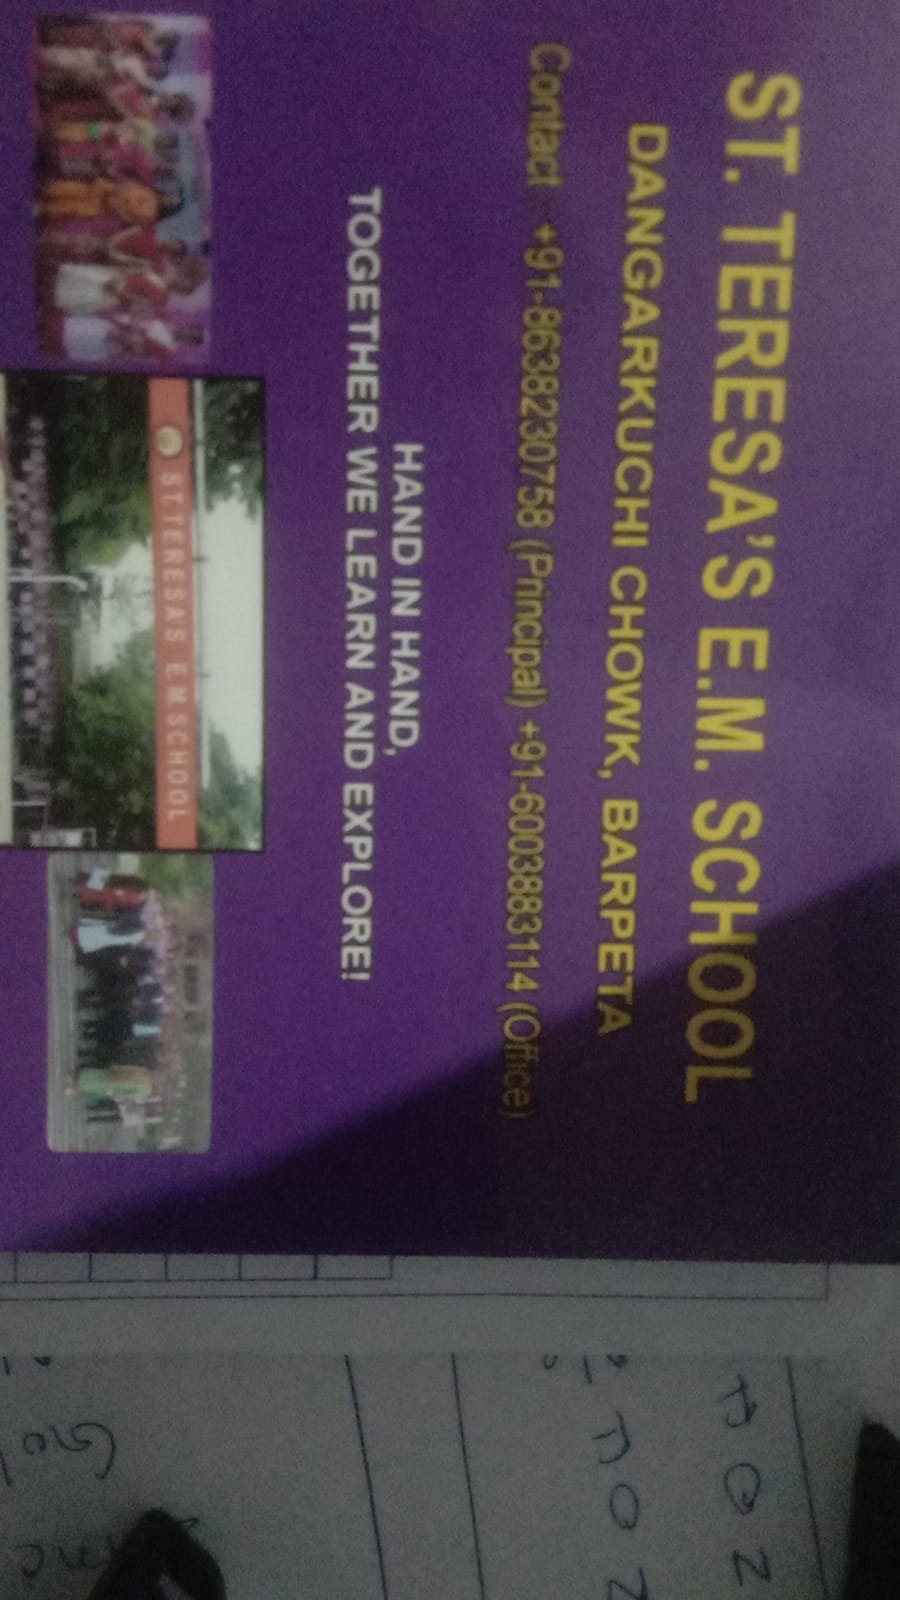 ST. TERESA'S E.M. SCHOOL
DANGARKUCHI CHOWK, BARPETA
Contact : +91-8638230758 (Principal) +91-6003883114 (Office)
HAND IN HAND,
TOGETHER WE LEARN AND EXPLORE!
ST.TERESA'S E.M SCHOOL